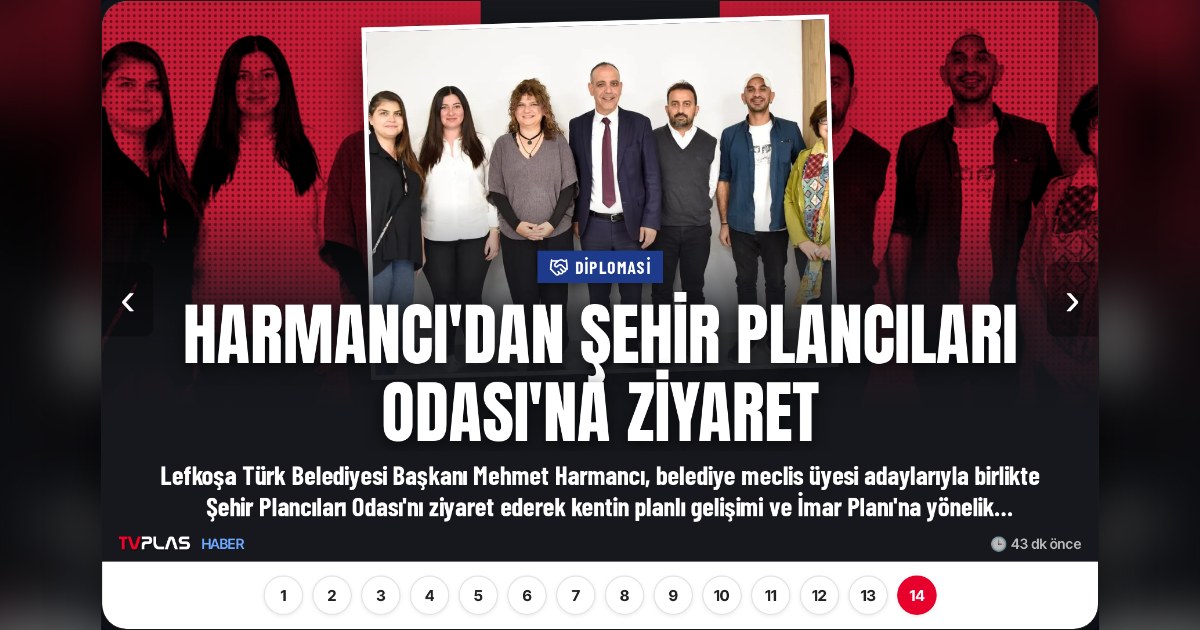 DİPLOMASİ
HARMANCI'DAN ŞEHİR PLANCILARI
ODASI'NA ZİYARET
Lefkoşa Türk Belediyesi Başkanı Mehmet Harmancı, belediye meclis üyesi adaylarıyla birlikte
Şehir Plancıları Odası'nı ziyaret ederek kentin planlı gelişimi ve İmar Planı'na yönelik...
TVPLAS HABER 43 dk önce
1 2 3 4 5 6 7 8 9 10 11 12 13 14